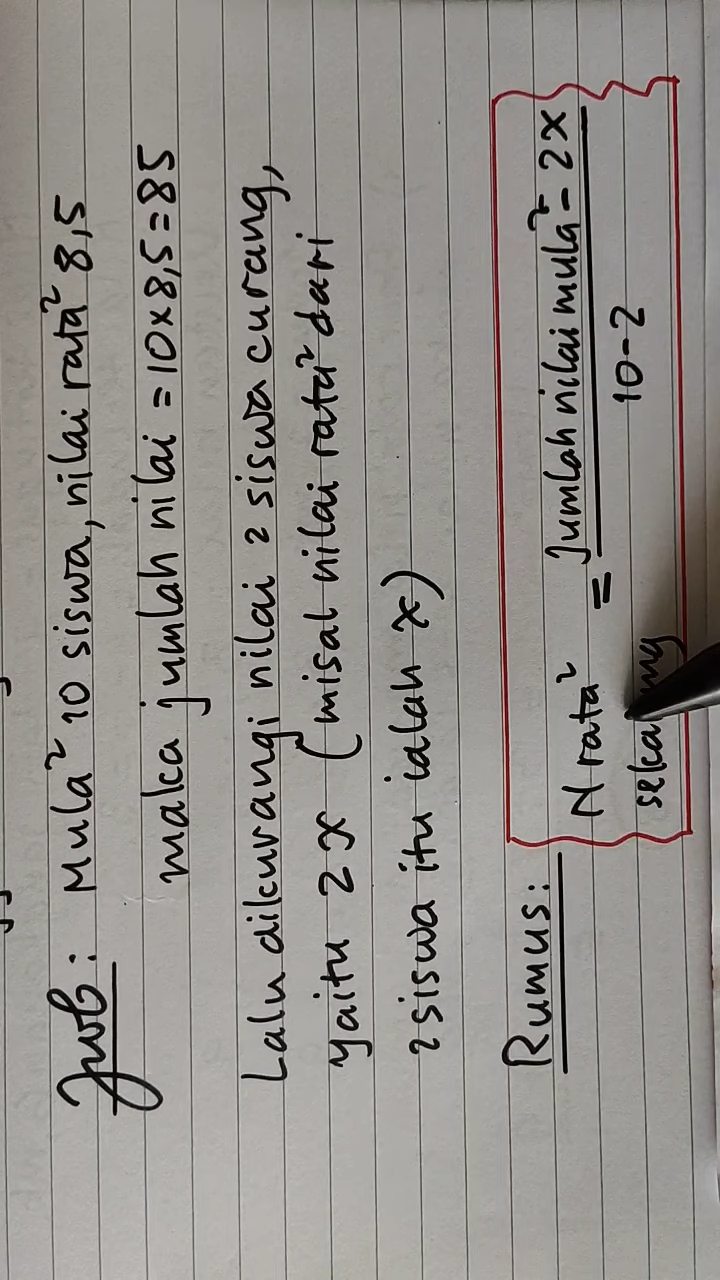 Jwb: Mula² 10 siswa, nilai rata² 8,5
maka jumlah nilai = 10 x 8,5 = 85
Lalu dikurangi nilai 2 siswa curang,
yaitu 2x (misal nilai rata² dari
2 siswa itu ialah x)
Rumus:
N rata² = Jumlah nilai mula² - 2x
10-2